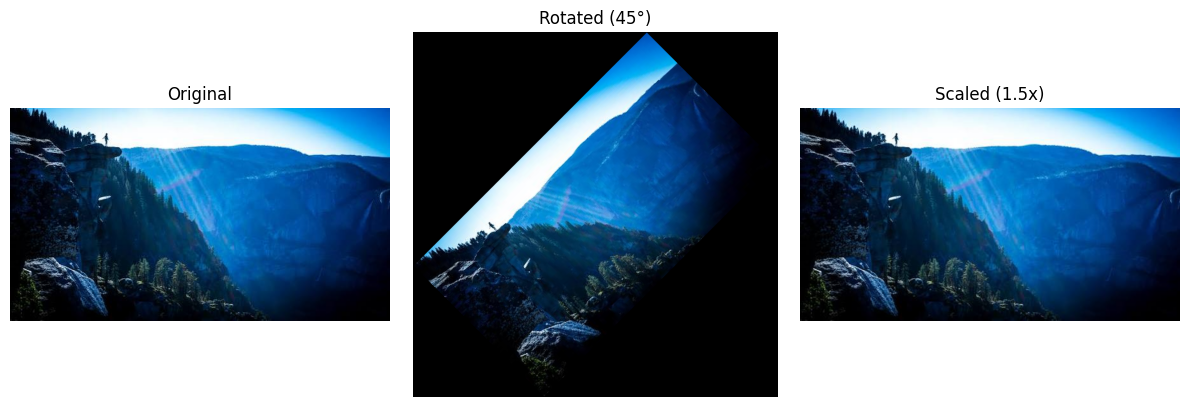 Original
Rotated (45°)
Scaled (1.5x)